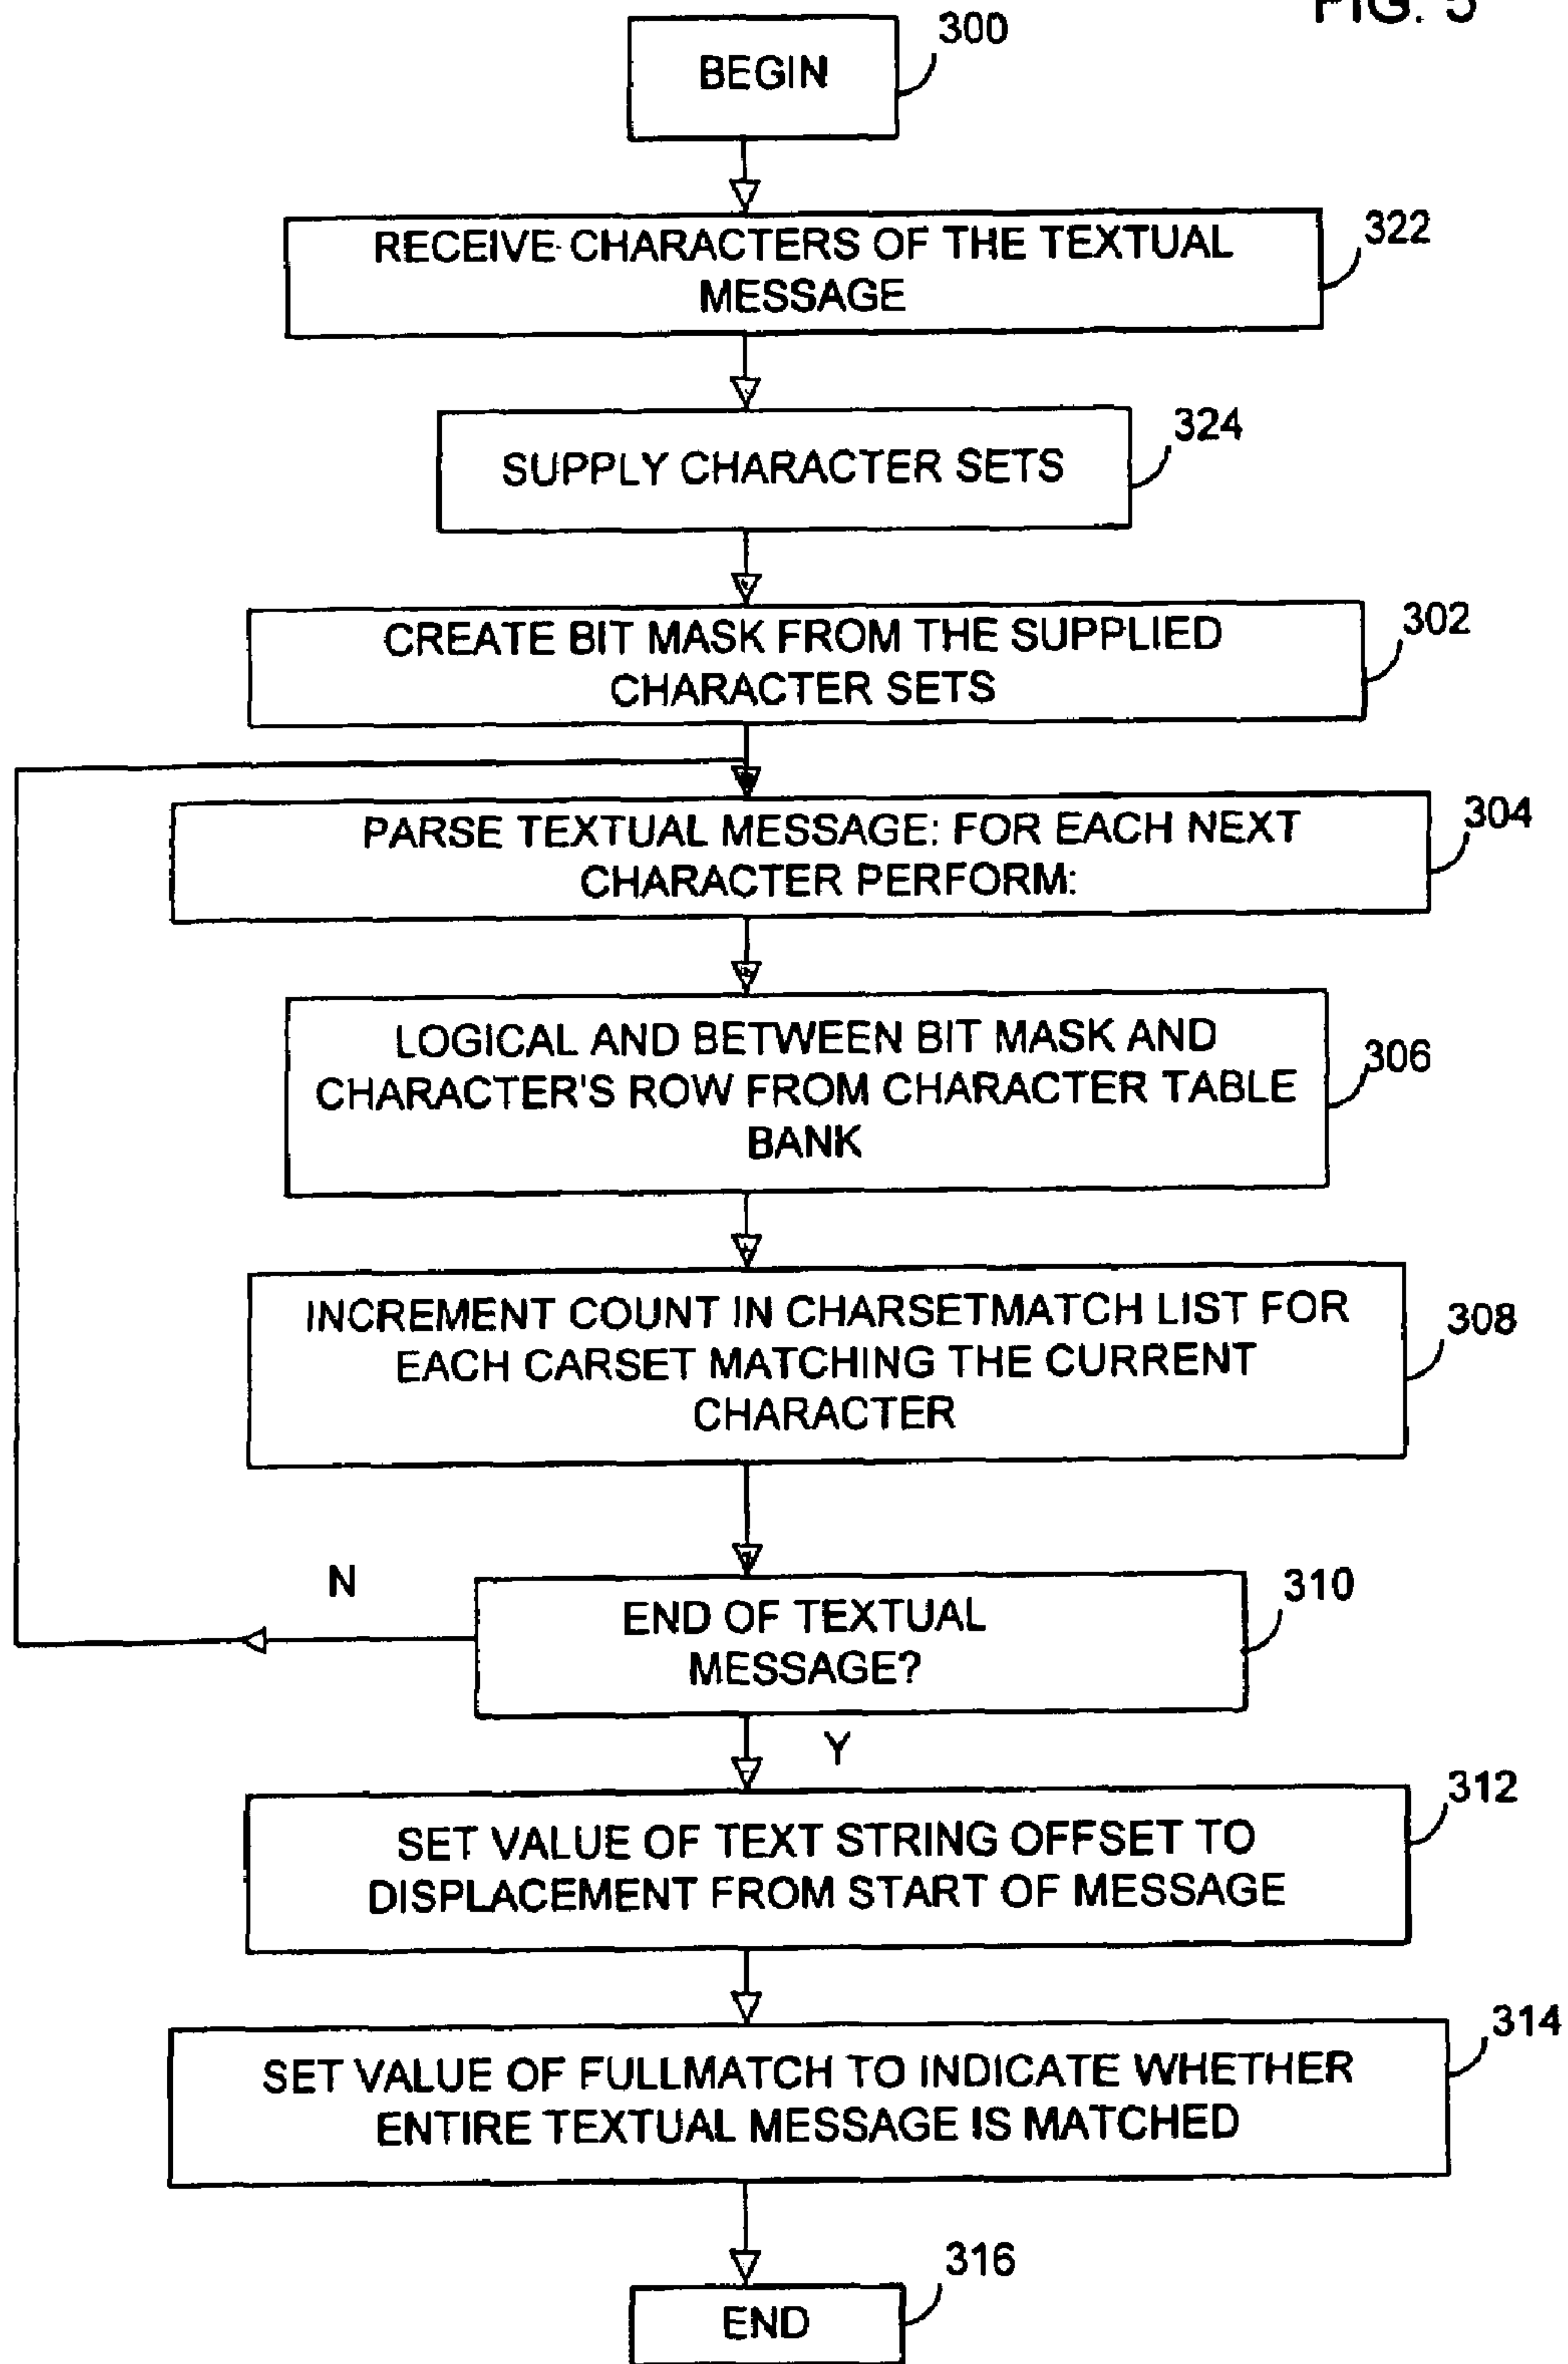 FIG. 5
BEGIN
300
RECEIVE CHARACTERS OF THE TEXTUAL
MESSAGE
322
SUPPLY CHARACTER SETS
324
CREATE BIT MASK FROM THE SUPPLIED
CHARACTER SETS
302
PARSE TEXTUAL MESSAGE: FOR EACH NEXT
CHARACTER PERFORM:
304
LOGICAL AND BETWEEN BIT MASK AND
CHARACTER'S ROW FROM CHARACTER TABLE
BANK
306
INCREMENT COUNT IN CHARSETMATCH LIST FOR
EACH CARSET MATCHING THE CURRENT
CHARACTER
308
N
END OF TEXTUAL
MESSAGE?
310
Y
SET VALUE OF TEXT STRING OFFSET TO
DISPLACEMENT FROM START OF MESSAGE
312
SET VALUE OF FULLMATCH TO INDICATE WHETHER
ENTIRE TEXTUAL MESSAGE IS MATCHED
314
END
316